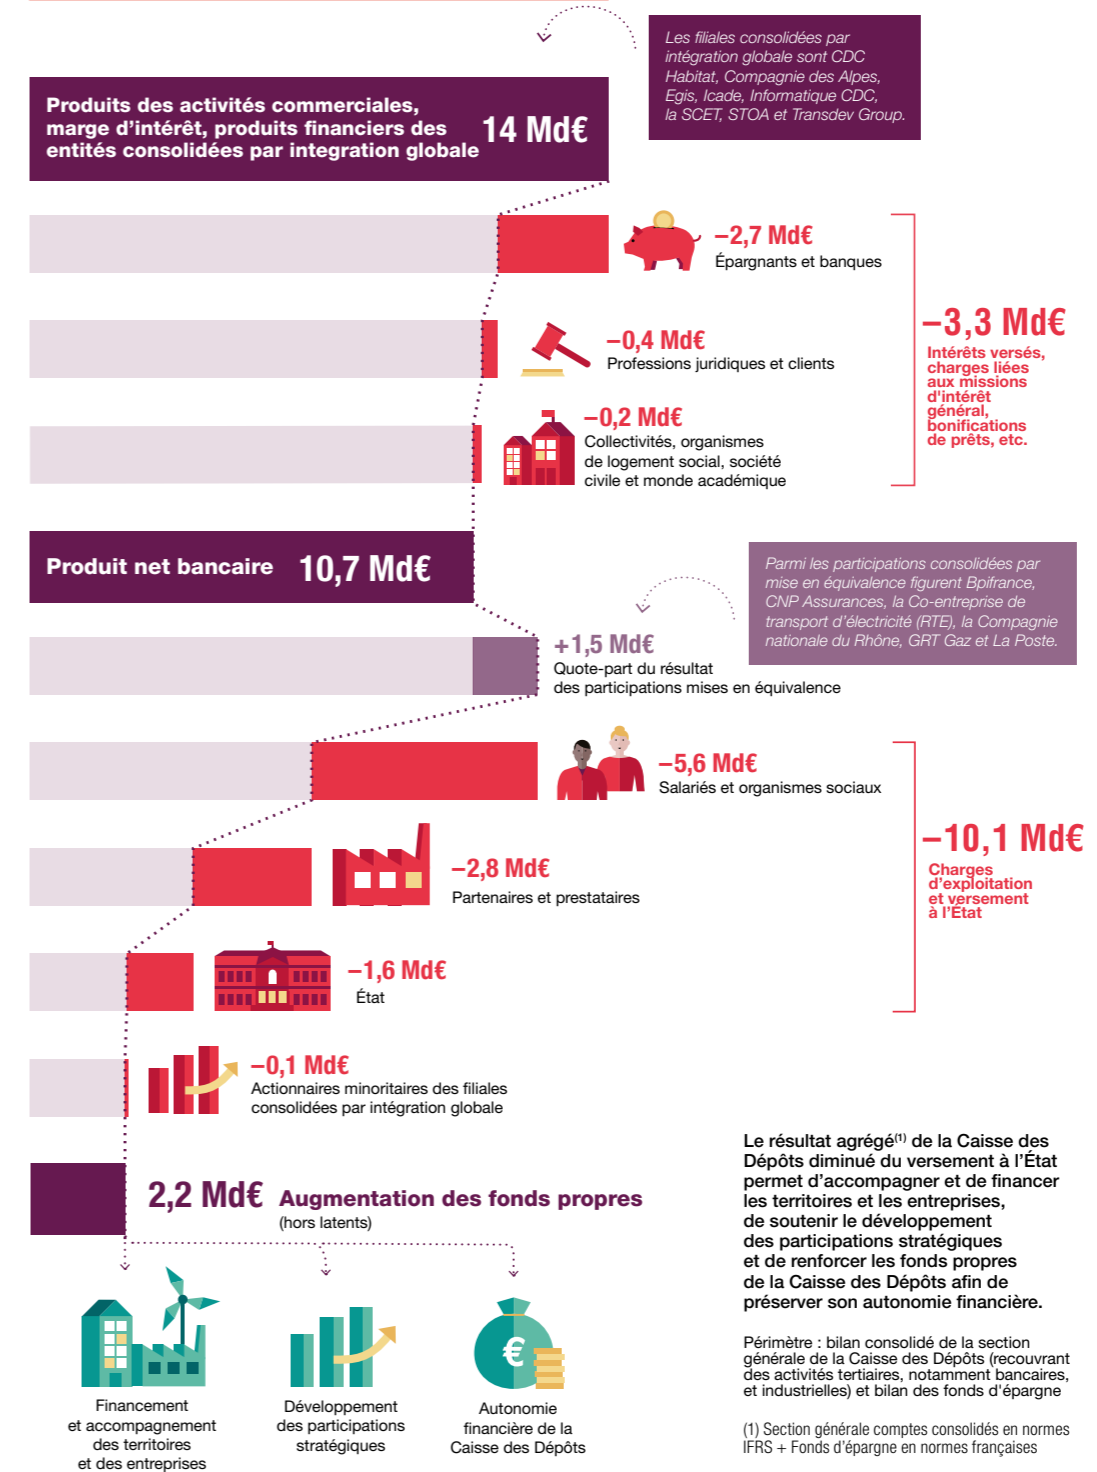 Les filiales consolidées par
intégration globale sont CDC
Habitat, Compagnie des Alpes,
Egis, Icade, Informatique CDC,
la SCET, STOA et Transdev Group.
Produits des activités commerciales,
marge d’intérêt, produits financiers des
entités consolidées par integration globale
14 Md€
–2,7 Md€
Épargnants et banques
–0,4 Md€
Professions juridiques et clients
–0,2 Md€
Collectivités, organismes
de logement social, société
civile et monde académique
–3,3 Md€
Intérêts versés,
charges liées
aux missions
d'intérêt
général,
bonifications
de prêts, etc.
Produit net bancaire 10,7 Md€
Parmi les participations consolidées par
mise en équivalence figurent Bpifrance,
CNP Assurances, la Co-entreprise de
transport d’électricité (RTE), la Compagnie
nationale du Rhône, GRT Gaz et La Poste.
+1,5 Md€
Quote-part du résultat
des participations mises en équivalence
–5,6 Md€
Salariés et organismes sociaux
–2,8 Md€
Partenaires et prestataires
–1,6 Md€
État
–10,1 Md€
Charges
d’exploitation
et versement
à l’État
–0,1 Md€
Actionnaires minoritaires des filiales
consolidées par intégration globale
2,2 Md€ Augmentation des fonds propres
(hors latents)
€
Financement
et accompagnement
des territoires
et des entreprises
Développement
des participations
stratégiques
Autonomie
financière de la
Caisse des Dépôts
Le résultat agrégé(1) de la Caisse des
Dépôts diminué du versement à l’État
permet d’accompagner et de financer
les territoires et les entreprises,
de soutenir le développement
des participations stratégiques
et de renforcer les fonds propres
de la Caisse des Dépôts afin de
préserver son autonomie financière.
Périmètre : bilan consolidé de la section
générale de la Caisse des Dépôts (recouvrant
des activités tertiaires, notamment bancaires,
et industrielles) et bilan des fonds d'épargne
(1) Section générale comptes consolidés en normes
IFRS + Fonds d’épargne en normes françaises